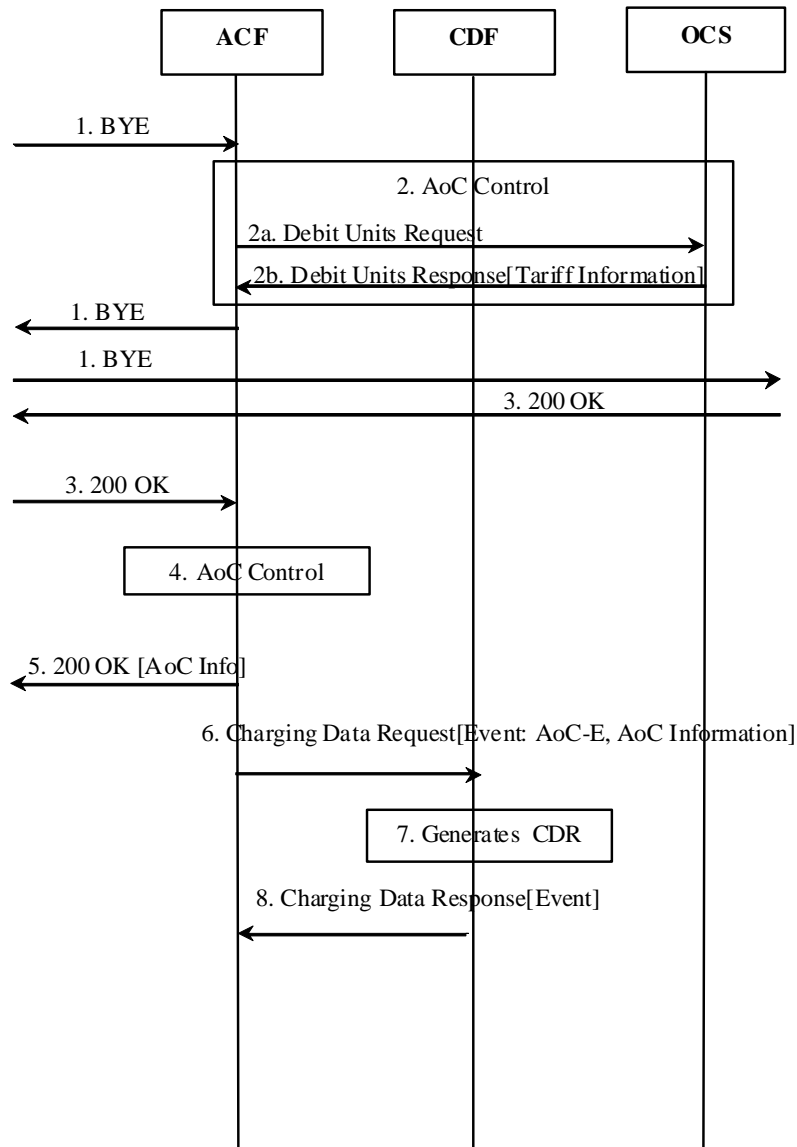 ACF
CDF
OCS
1. BYE
2. AoC Control
2a. Debit Units Request
2b. Debit Units Response[Tariff Information]
1. BYE
1. BYE
3. 200 OK
3. 200 OK
4. AoC Control
5. 200 OK [AoC Info]
6. Charging Data Request[Event: AoC-E, AoC Information]
7. Generates CDR
8. Charging Data Response[Event]